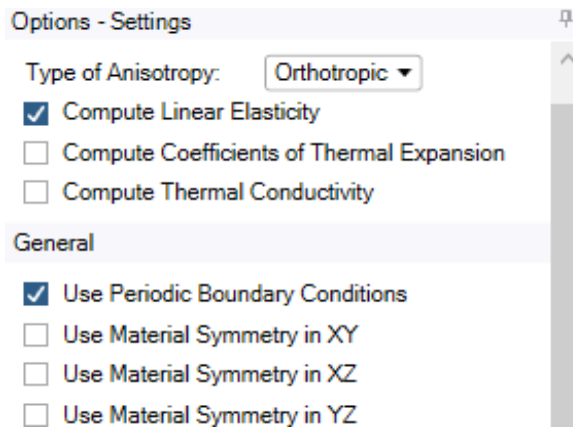 Options - Settings
Type of Anisotropy: Orthotropic
Compute Linear Elasticity
Compute Coefficients of Thermal Expansion
Compute Thermal Conductivity
General
Use Periodic Boundary Conditions
Use Material Symmetry in XY
Use Material Symmetry in XZ
Use Material Symmetry in YZ